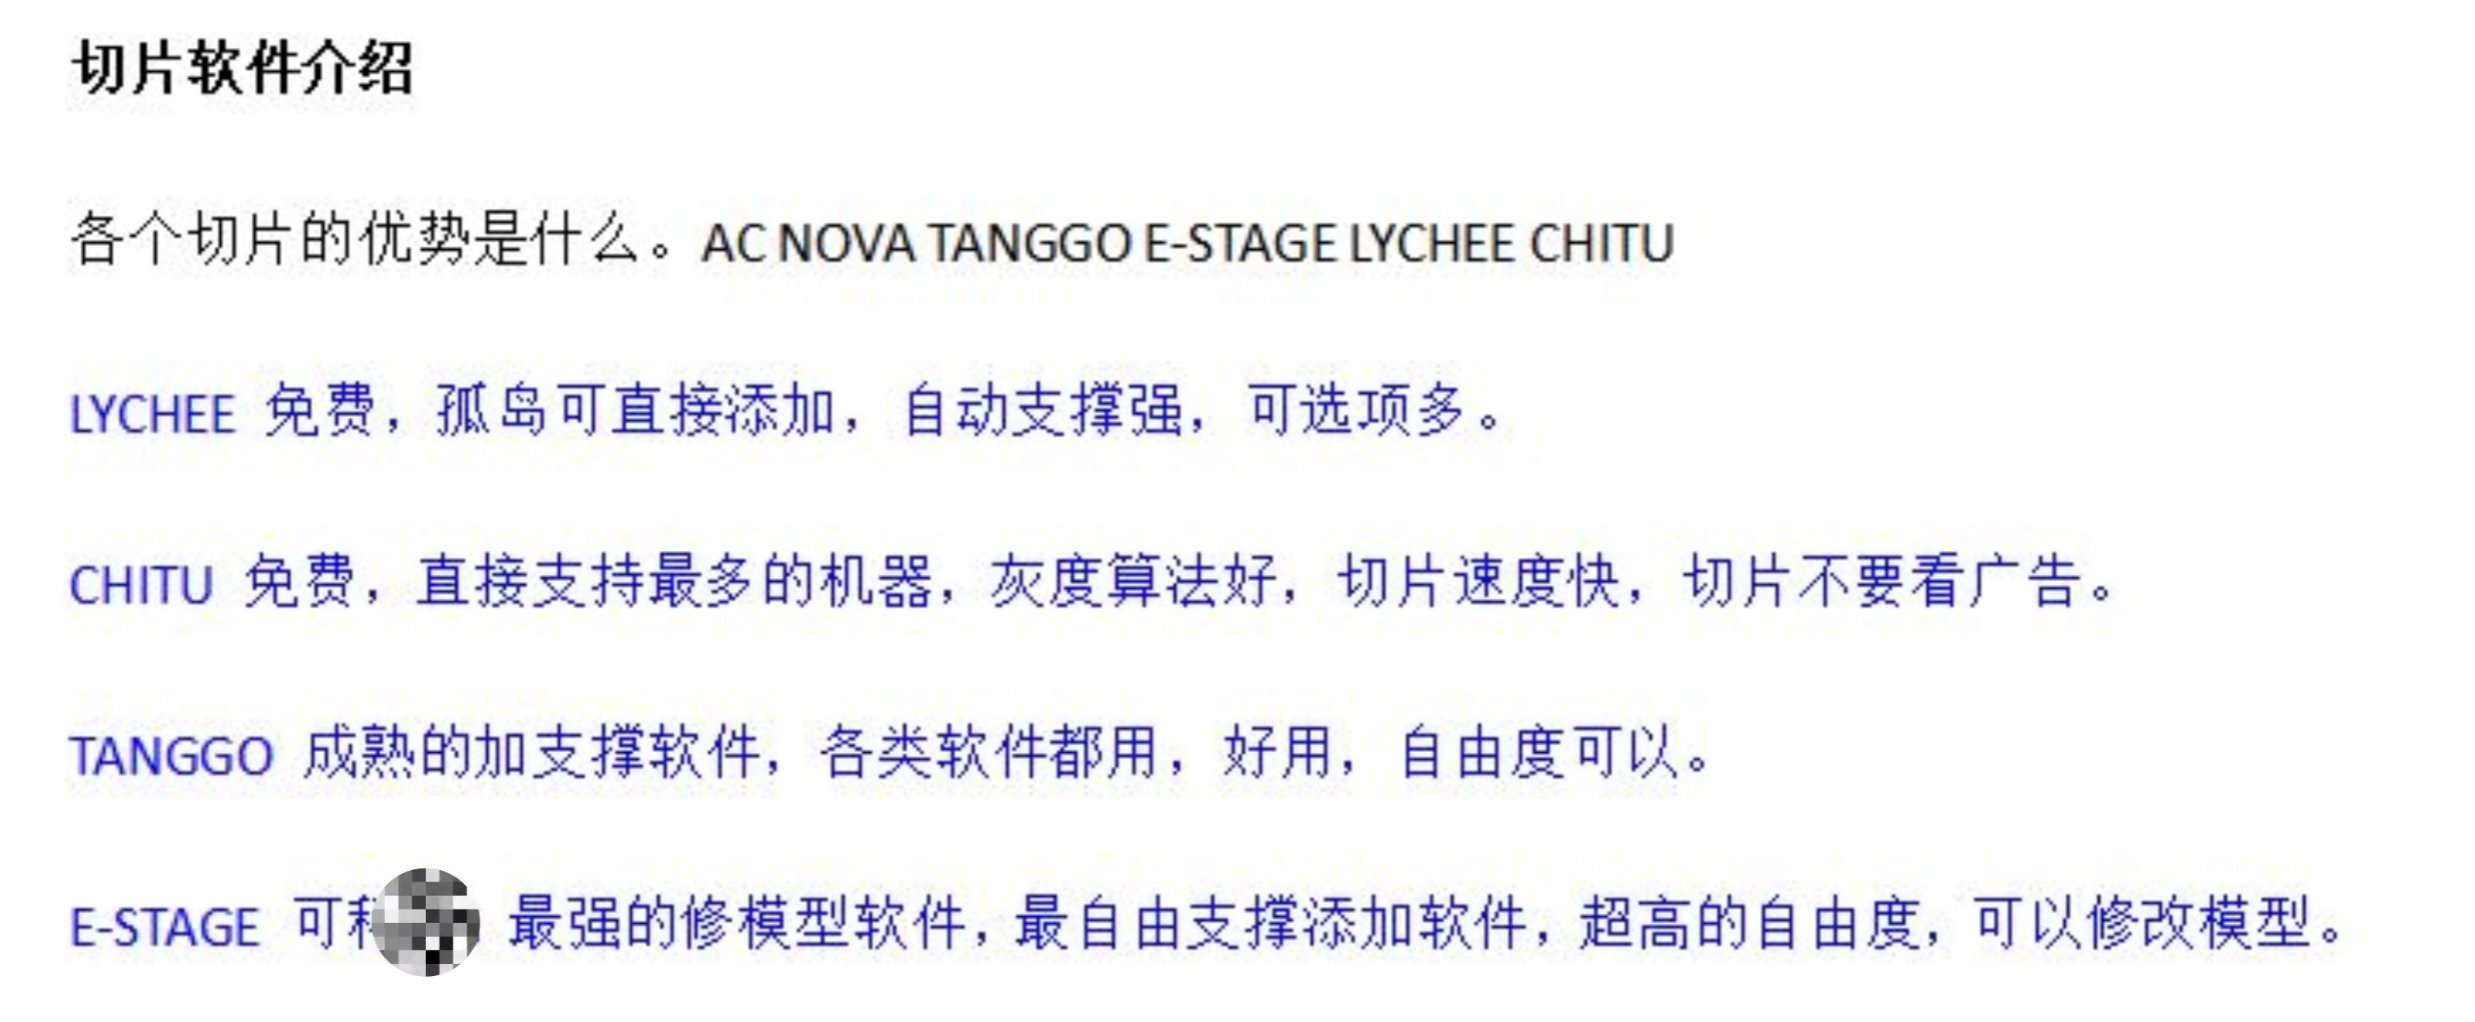 切片软件介绍
各个切片的优势是什么。AC NOVA TANGGO E-STAGE LYCHEE CHITU
LYCHEE 免费，孤岛可直接添加，自动支撑强，可选项多。
CHITU 免费，直接支持最多的机器，灰度算法好，切片速度快，切片不要看广告。
TANGGO 成熟的加支撑软件，各类软件都用，好用，自由度可以。
E-STAGE 可 最强的修模型软件，最自由支撑添加软件，超高的自由度，可以修改模型。